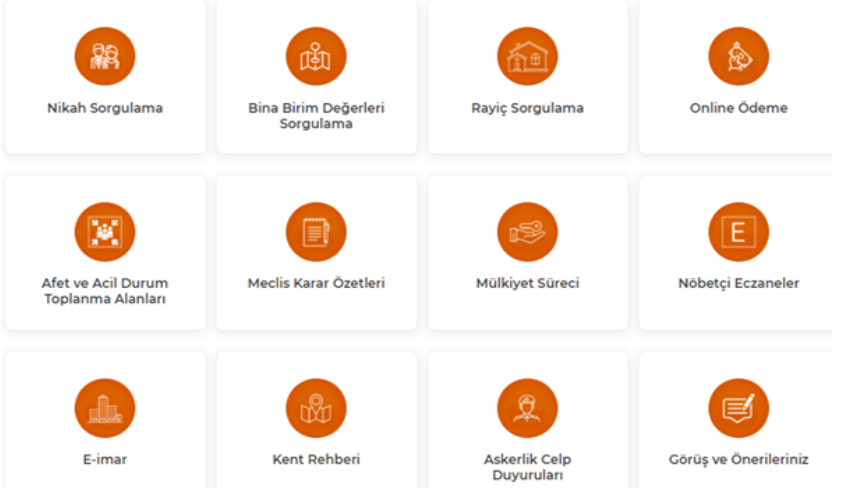 Nikah Sorgulama
Bina Birim Değerleri
Sorgulama
Rayiç Sorgulama
Online Ödeme
Afet ve Acil Durum
Toplanma Alanları
Meclis Karar Özetleri
Mülkiyet Süreci
E
Nöbetçi Eczaneler
E-imar
Kent Rehberi
Askerlik Celp
Duyuruları
Görüş ve Önerileriniz